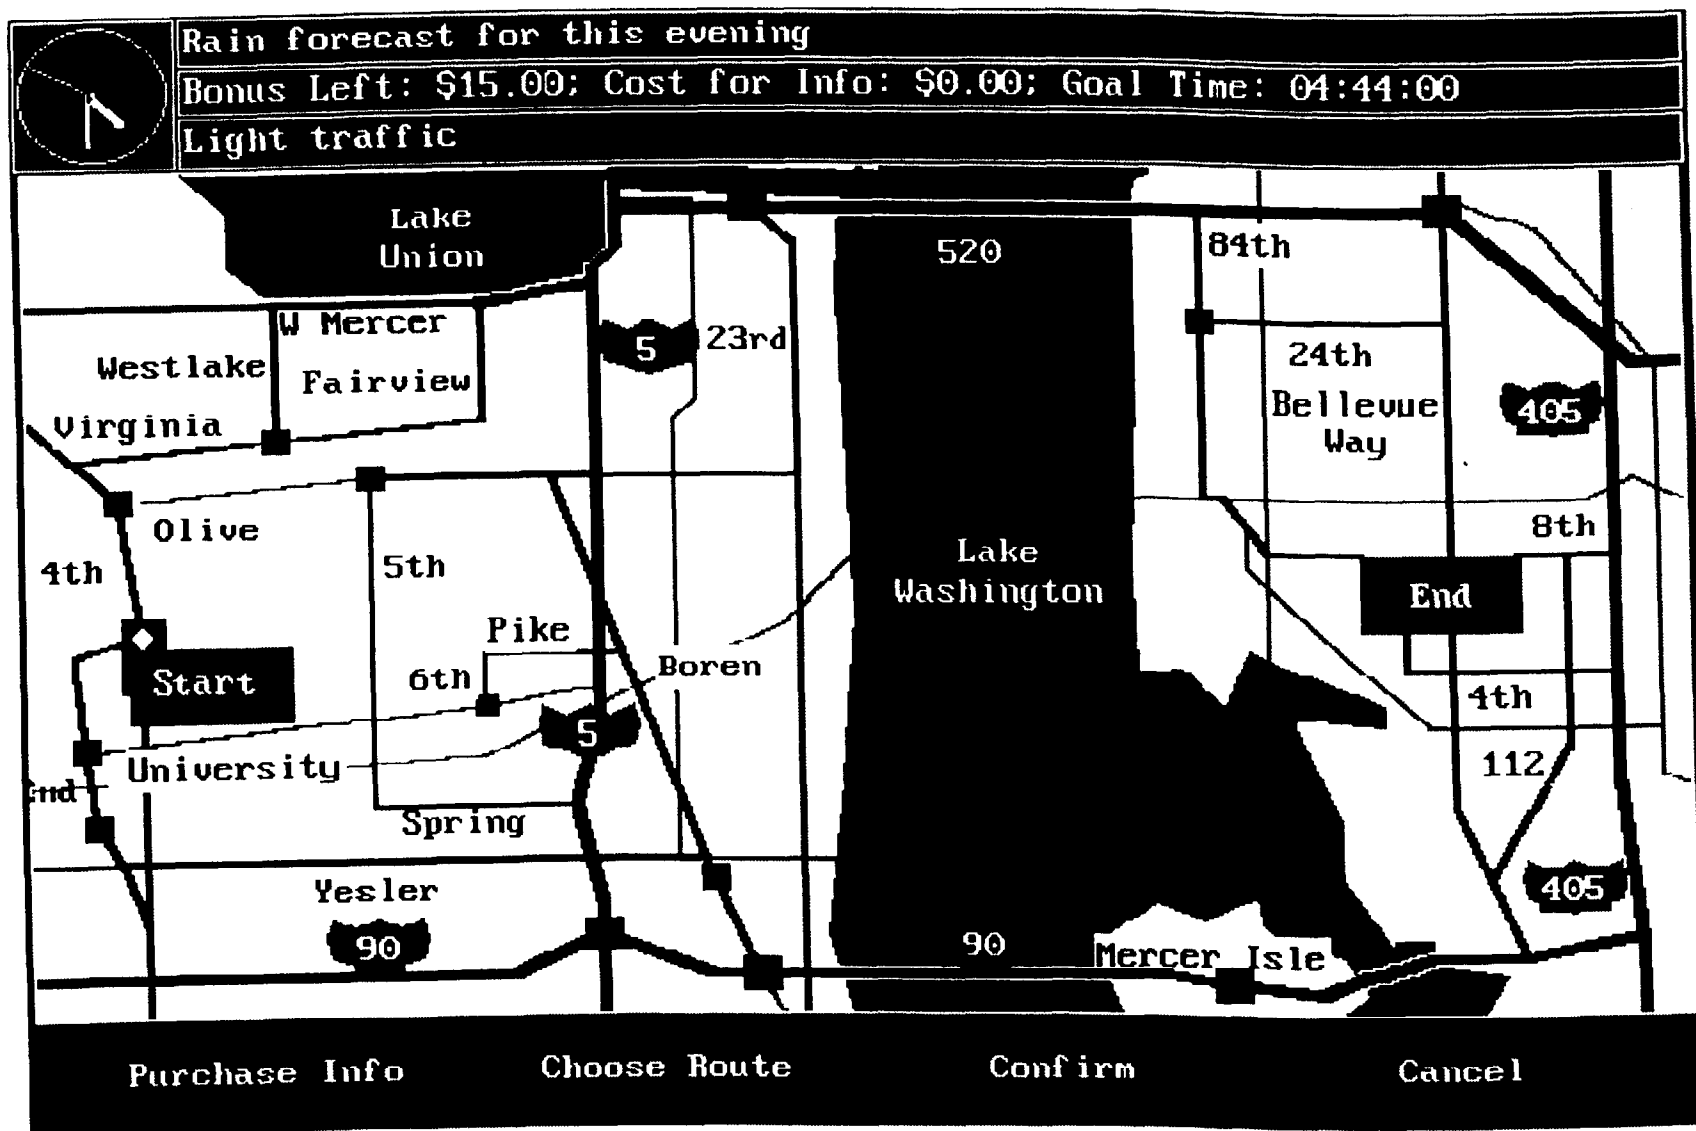 Rain forecast for this evening
Bonus Left: $15.00; Cost for Info: $0.00; Goal Time: 04:44:00
Light traffic
Lake
Union
520
84th
W Mercer
5
23rd
Westlake
Fairview
24th
Virginia
Bellevue
Way
405
Olive
8th
4th
5th
Lake
Washington
End
Pike
Start
6th
Boren
4th
5
University
112
Spring
Yesler
405
90
90
Mercer Isle
Purchase Info
Choose Route
Confirm
Cancel